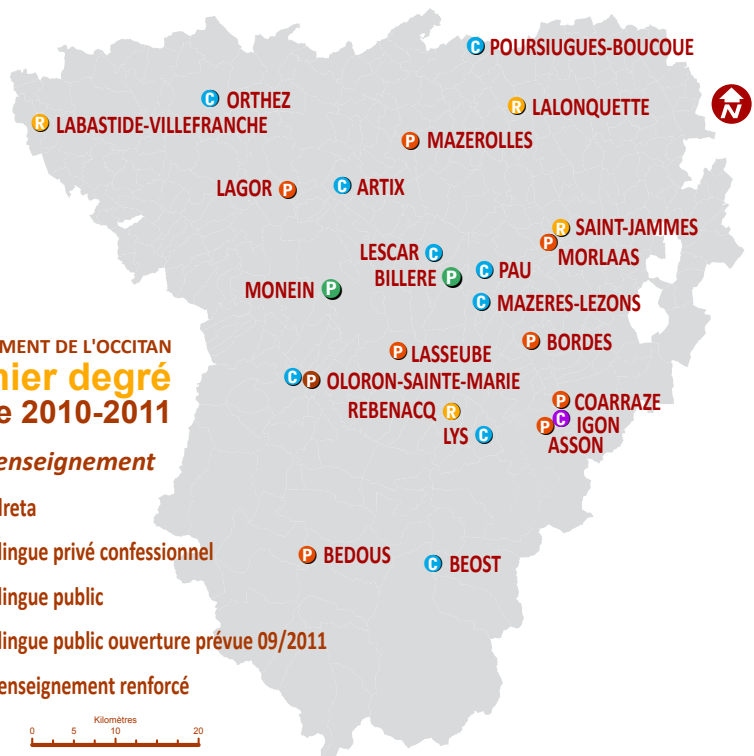 C POURSIUGUES-BOUCOUE
C ORTHEZ
R LALONQUETTE
N
R LABASTIDE-VILLEFRANCHE
P MAZEROLLES
LAGOR P
C ARTIX
R SAINT-JAMMES
P MORLAAS
LESCAR C
BILLERE P
C PAU
MONEIN P
C MAZERES-LEZONS
P BORDES
P LASSEUBE
C P OLORON-SAINTE-MARIE
REBENACQ R
P COARRAZE
C IGON
P ASSON
LYS C
P BEDOUS
C BEOST
MENT DE L'OCCITAN
ier degré
e 2010-2011
enseignement
reta
lingue privé confessionnel
lingue public
lingue public ouverture prévue 09/2011
enseignement renforcé
Kilomètres
0 5 10 20